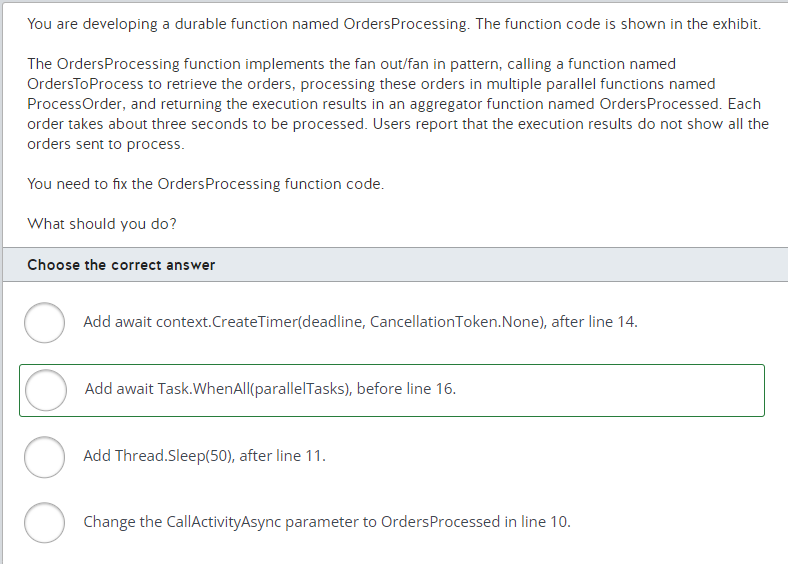 You are developing a durable function named OrdersProcessing. The function code is shown in the exhibit.
The OrdersProcessing function implements the fan out/fan in pattern, calling a function named
OrdersToProcess to retrieve the orders, processing these orders in multiple parallel functions named
ProcessOrder, and returning the execution results in an aggregator function named OrdersProcessed. Each
order takes about three seconds to be processed. Users report that the execution results do not show all the
orders sent to process.
You need to fix the OrdersProcessing function code.
What should you do?
Choose the correct answer
Add await context.CreateTimer(deadline, CancellationToken.None), after line 14.
Add await Task.WhenAll(parallelTasks), before line 16.
Add Thread.Sleep(50), after line 11.
Change the CallActivityAsync parameter to OrdersProcessed in line 10.